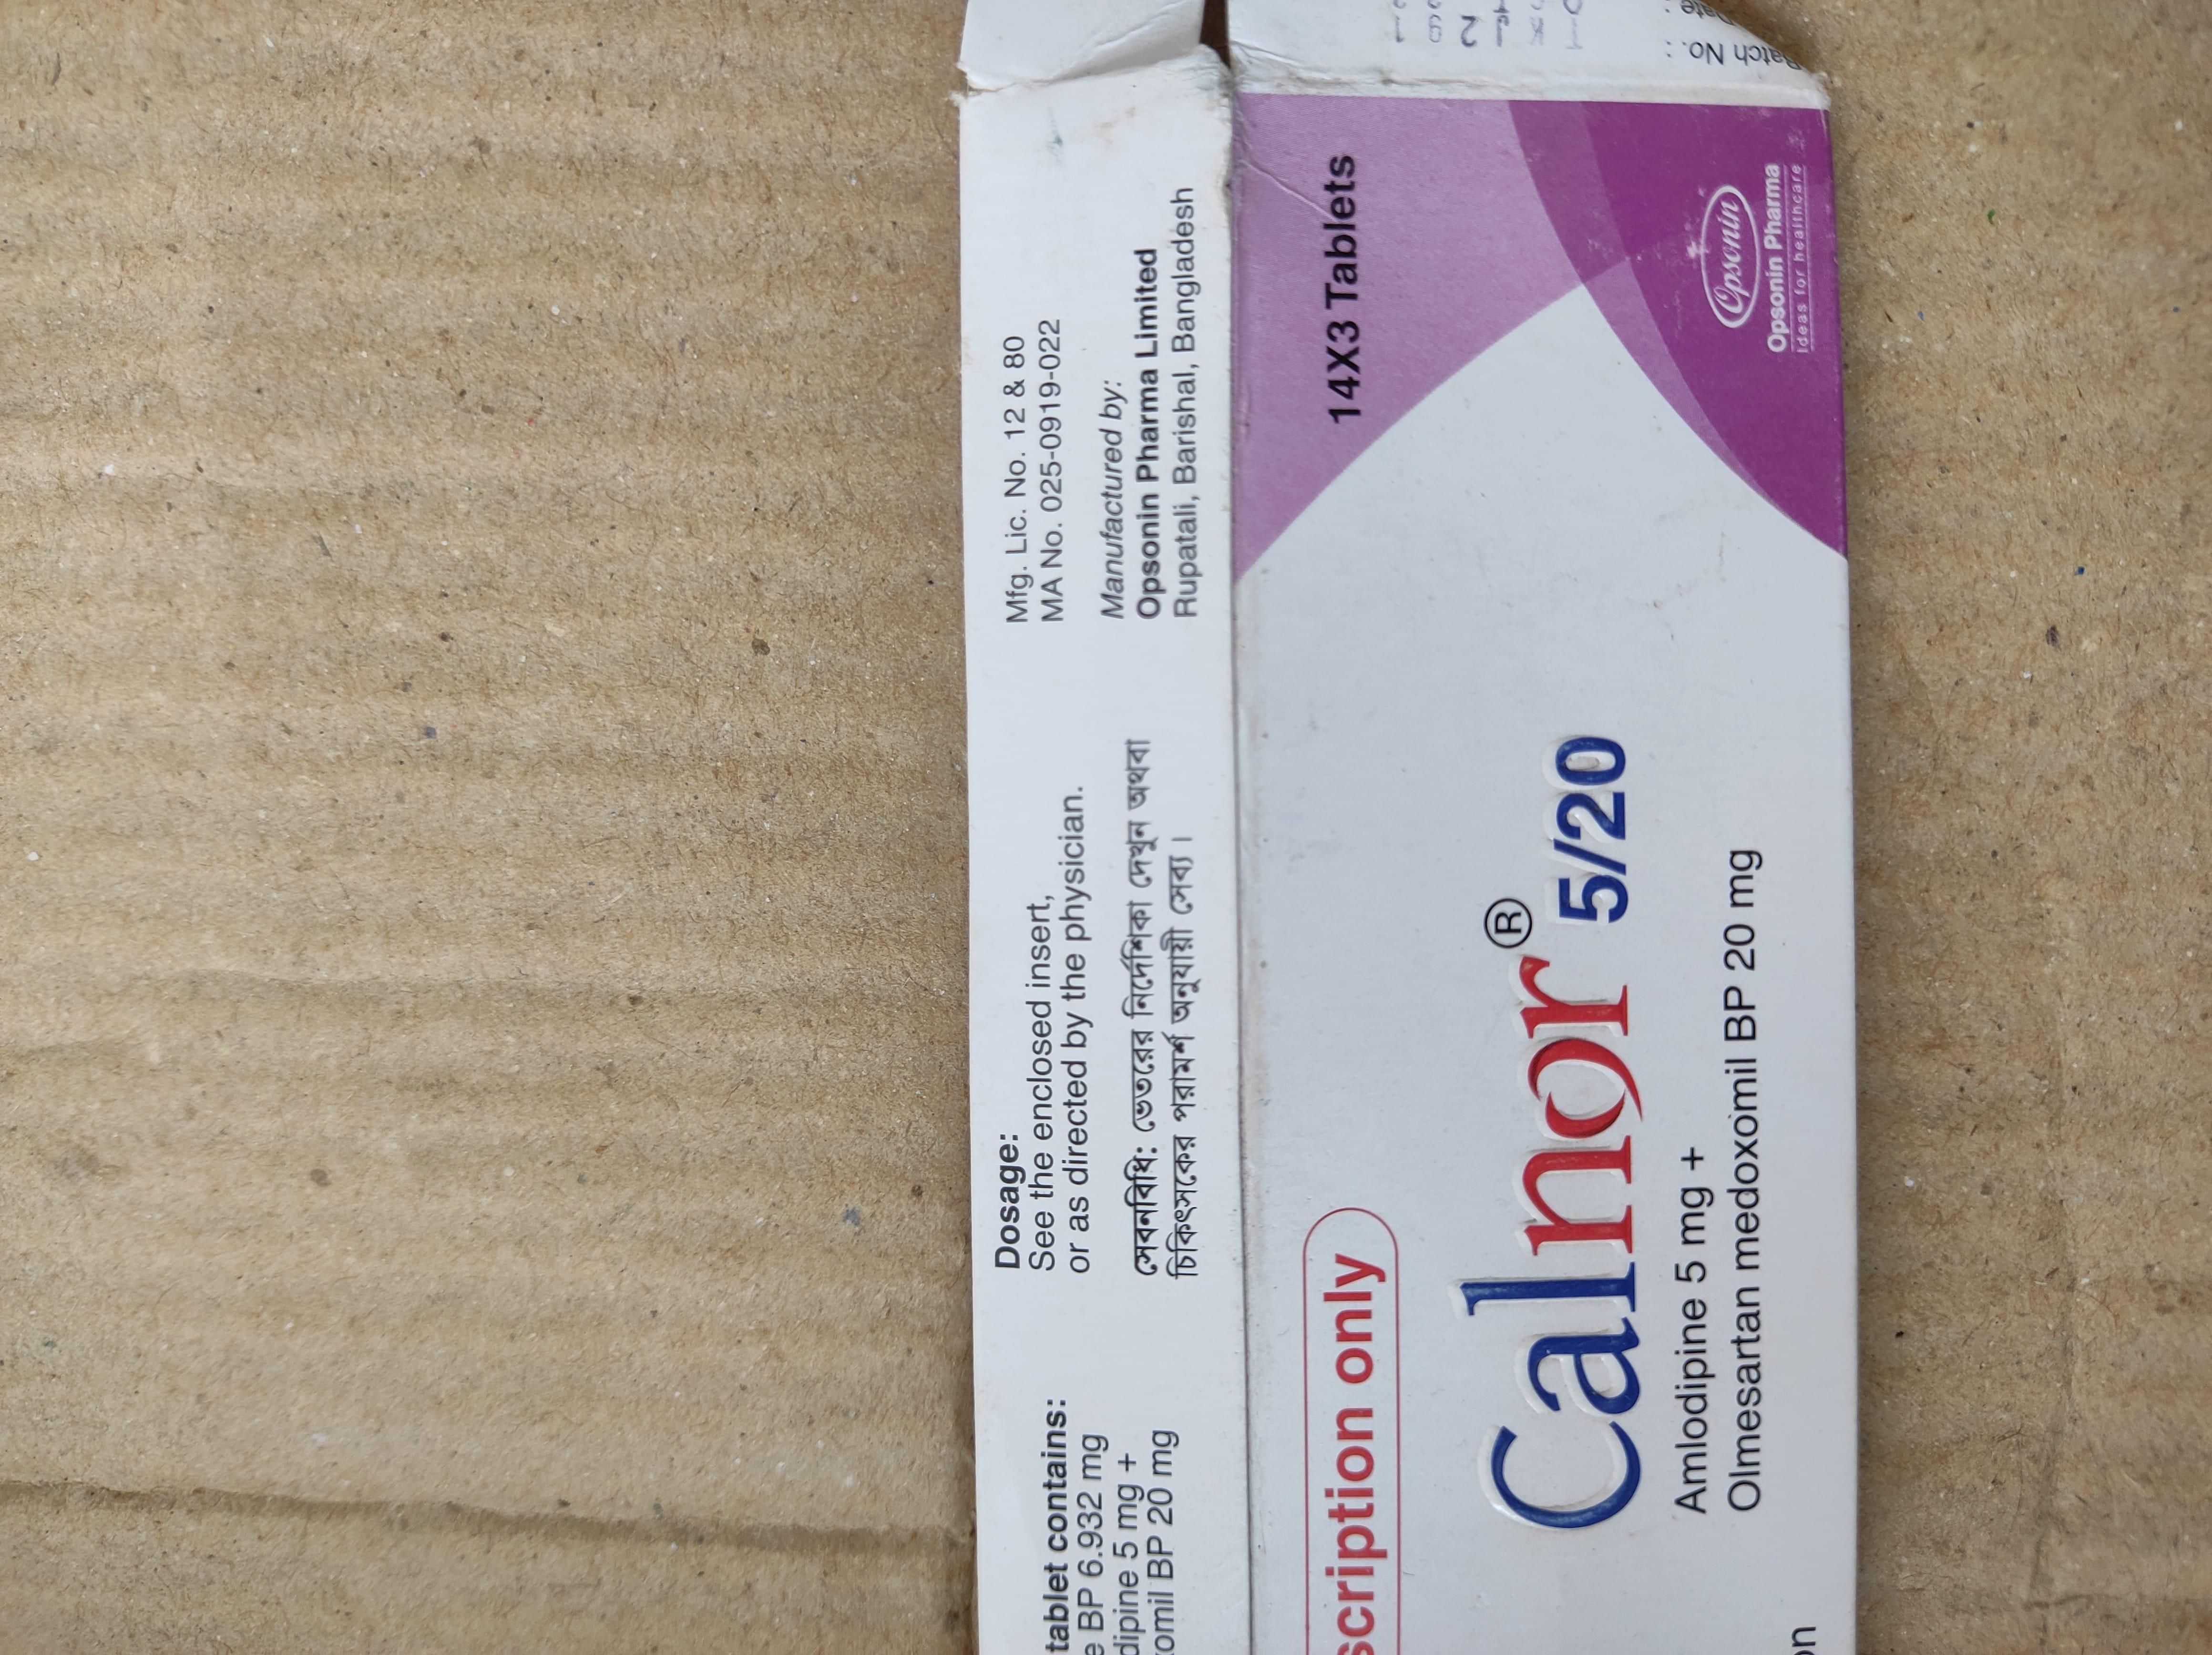 tablet contains:
BP 6.932 mg
dipine 5 mg +
omil BP 20 mg
Dosage:
See the enclosed insert,
or as directed by the physician.
সেবনবিধি: ভেতরের নির্দেশিকা দেখুন অথবা
চিকিৎসকের পরামর্শ অনুযায়ী সেব্য।
Mfg. Lic. No. 12 & 80
MA No. 025-0919-022
Manufactured by:
Opsonin Pharma Limited
Rupatali, Barishal, Bangladesh
scription only
14X3 Tablets
Calnor® 5/20
Amlodipine 5 mg +
Olmesartan medoxomil BP 20 mg
on
Opsonin
Opsonin Pharma
Ideas for healthcare
Batch No.: